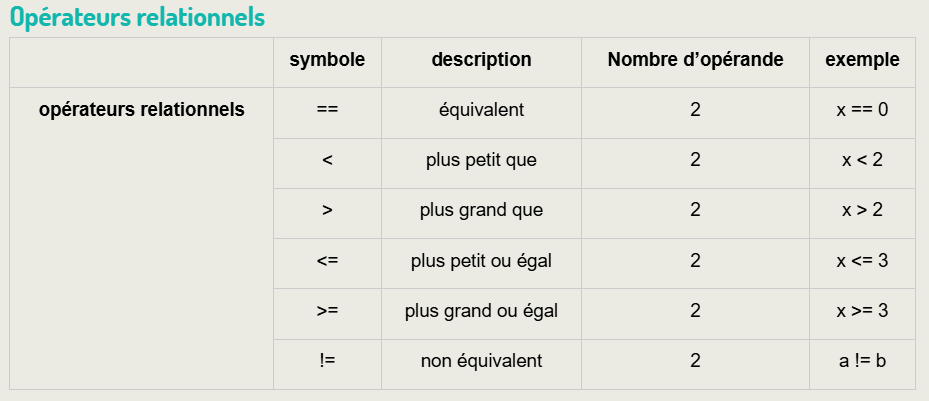 Opérateurs relationnels
symbole description Nombre d’opérande exemple
opérateurs relationnels == équivalent 2 x == 0
< plus petit que 2 x < 2
> plus grand que 2 x > 2
<= plus petit ou égal 2 x <= 3
>= plus grand ou égal 2 x >= 3
!= non équivalent 2 a != b